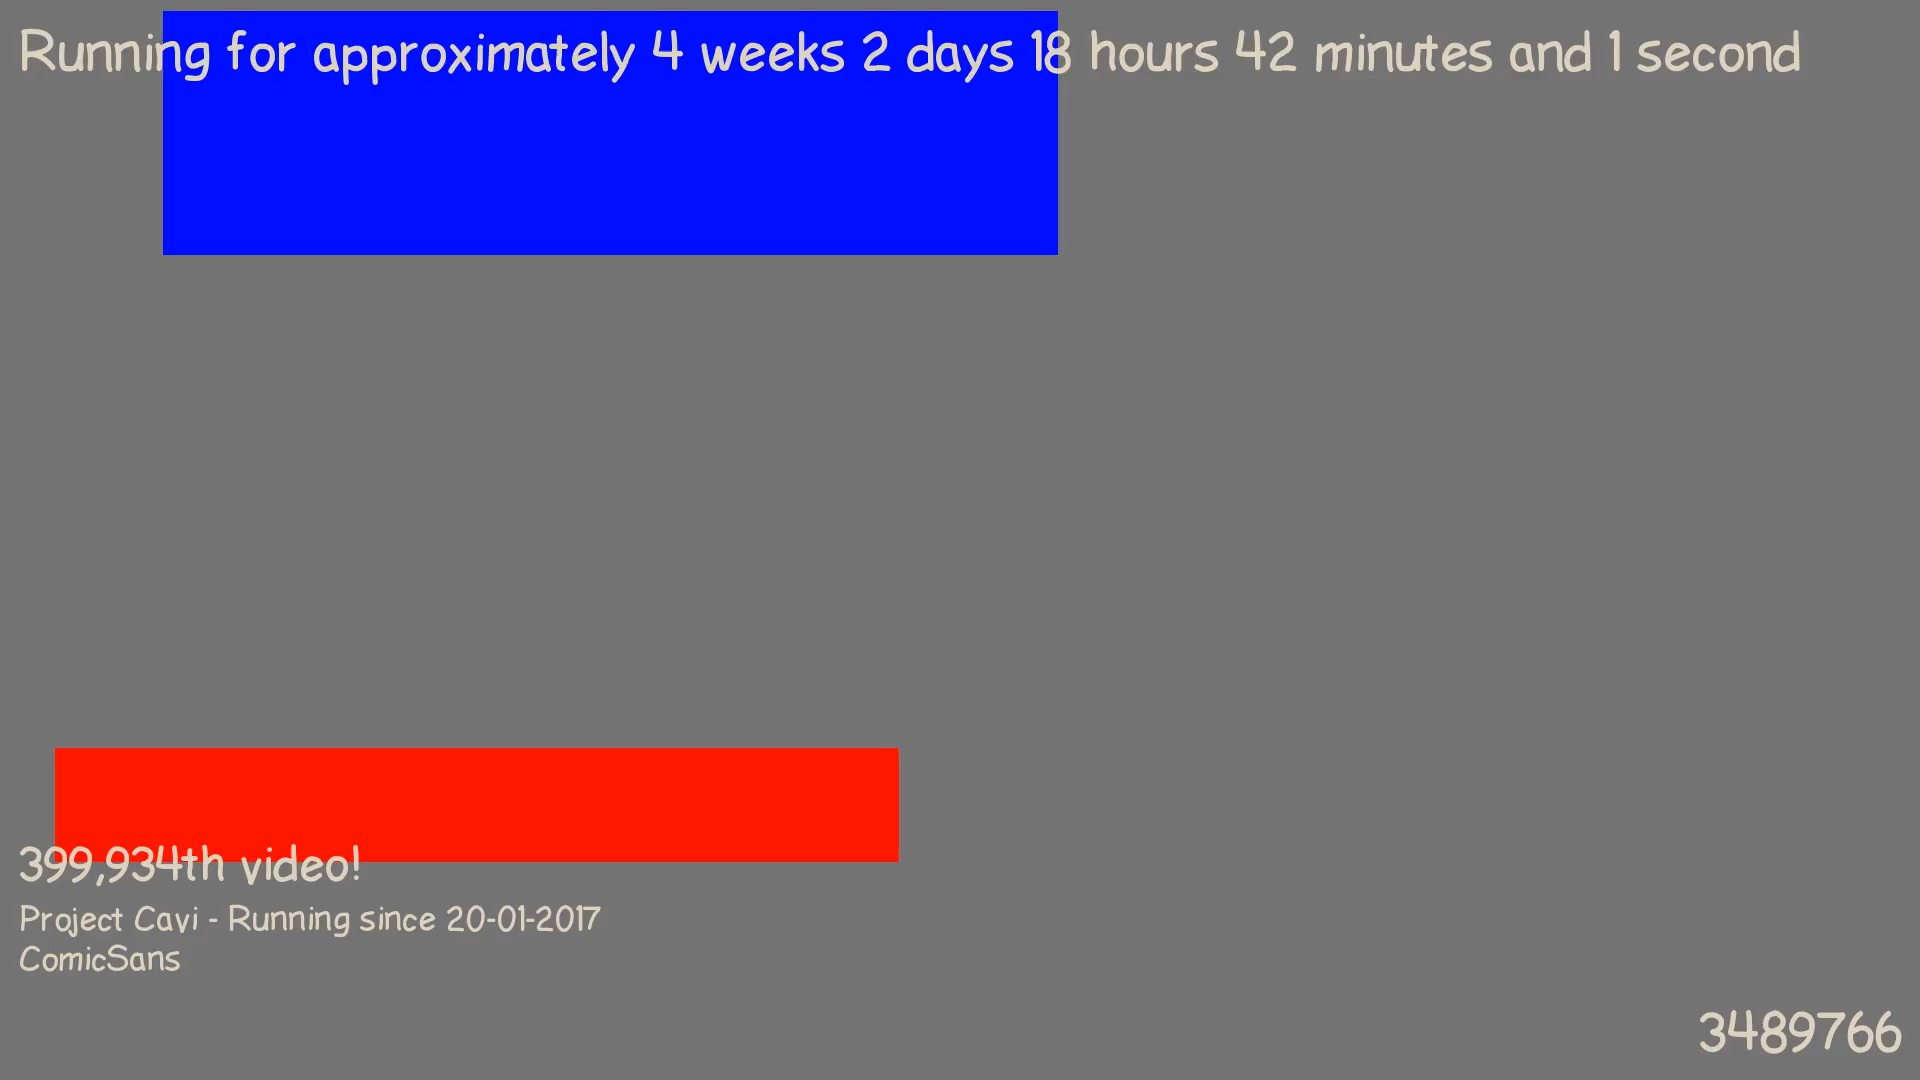 Running for approximately 4 weeks 2 days 18 hours 42 minutes and 1 second
399,934th video!
Project Cavi - Running since 20-01-2017
ComicSans
3489766